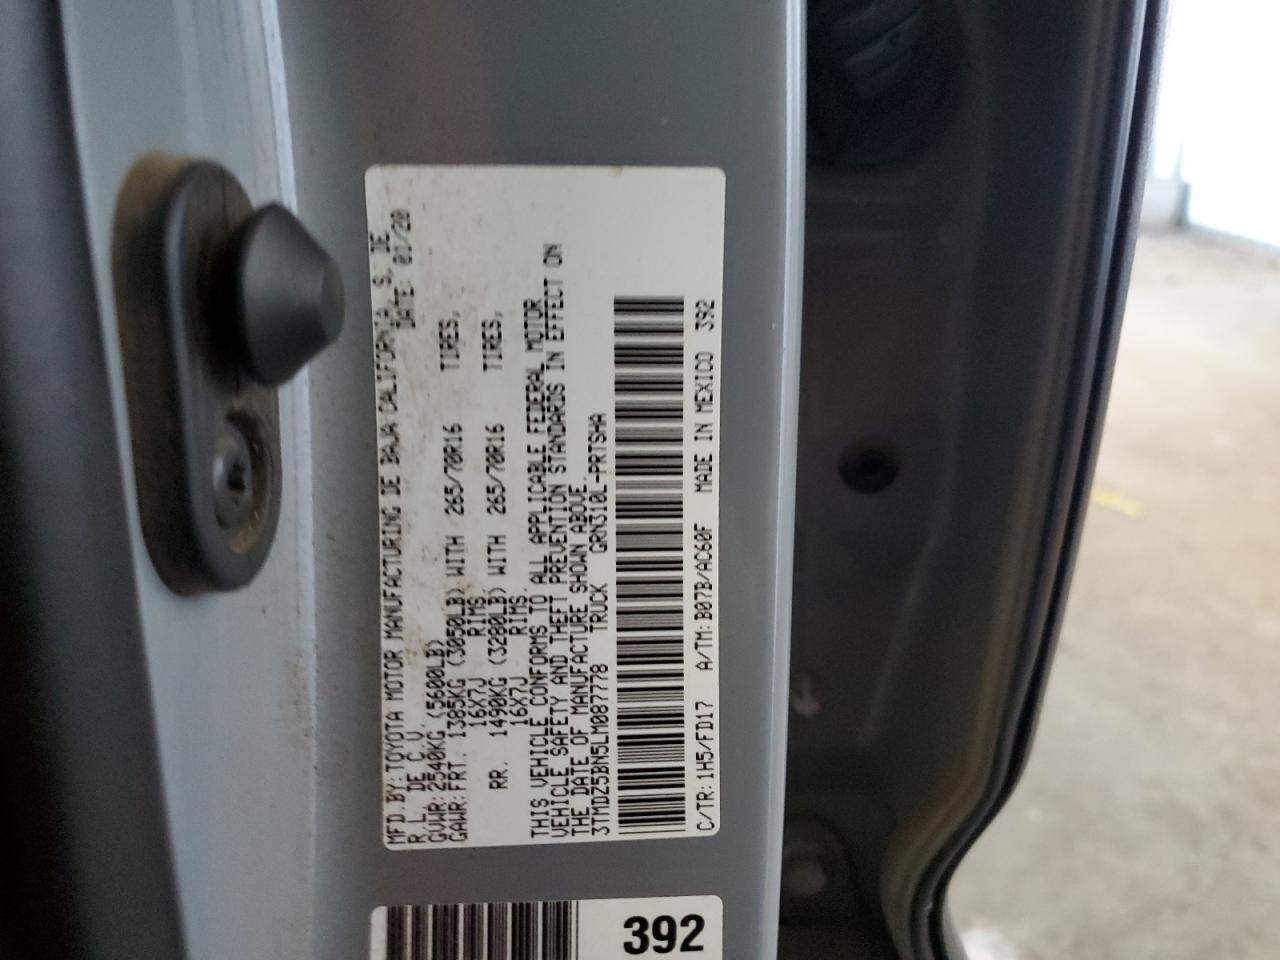 MFD.BY:TOYOTA MOTOR MANUFACTURING DE BAJA CALIFORNIA, S. DE
R.L. DE C.V. DATE: 01/20
GVWR:2540KG(5600LB)
GAWR:FRT. 1385KG (3050LB) WITH 265/70R16 TIRES,
16X7J RIMS
RR. 1490KG (3280LB) WITH 265/70R16 TIRES,
16X7J RIMS.
THIS VEHICLE CONFORMS TO ALL APPLICABLE FEDERAL MOTOR
VEHICLE SAFETY AND THEFT PREVENTION STANDARDS IN EFFECT ON
THE DATE OF MANUFACTURE SHOWN ABOVE.
3TMDZ5BN5LM087778 TRUCK GRN310L-PRTSHA
C/TR:1H5/FD17 A/TM:B07B/AC60F MADE IN MEXICO 392
392